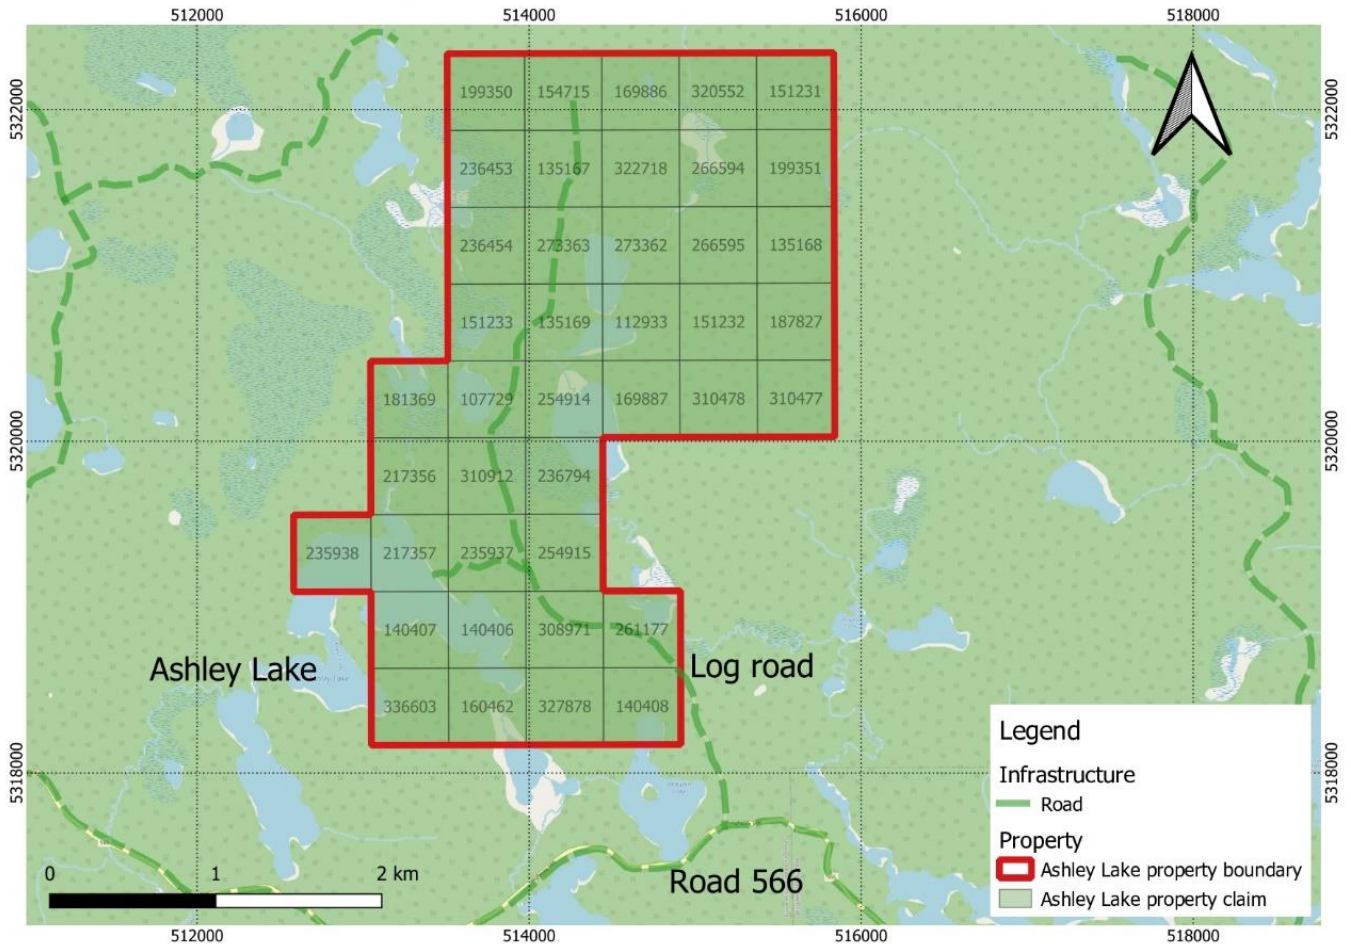 512000 514000 516000 518000
5322000 5322000
199350 154715 169886 320552 151231
236453 135167 322718 266594 199351
236454 273363 273362 266595 135168
151233 135169 112933 151232 187827
181369 107729 254914 169887 310478 310477
5320000 5320000
217356 310912 236794
235938 217357 235937 254915
140407 140406 308971 261177
Ashley Lake
Log road
336603 160462 327878 140408
5318000 5318000
Legend
Infrastructure
Road
Property
Ashley Lake property boundary
Ashley Lake property claim
0 1 2 km
Road 566
512000 514000 516000 518000